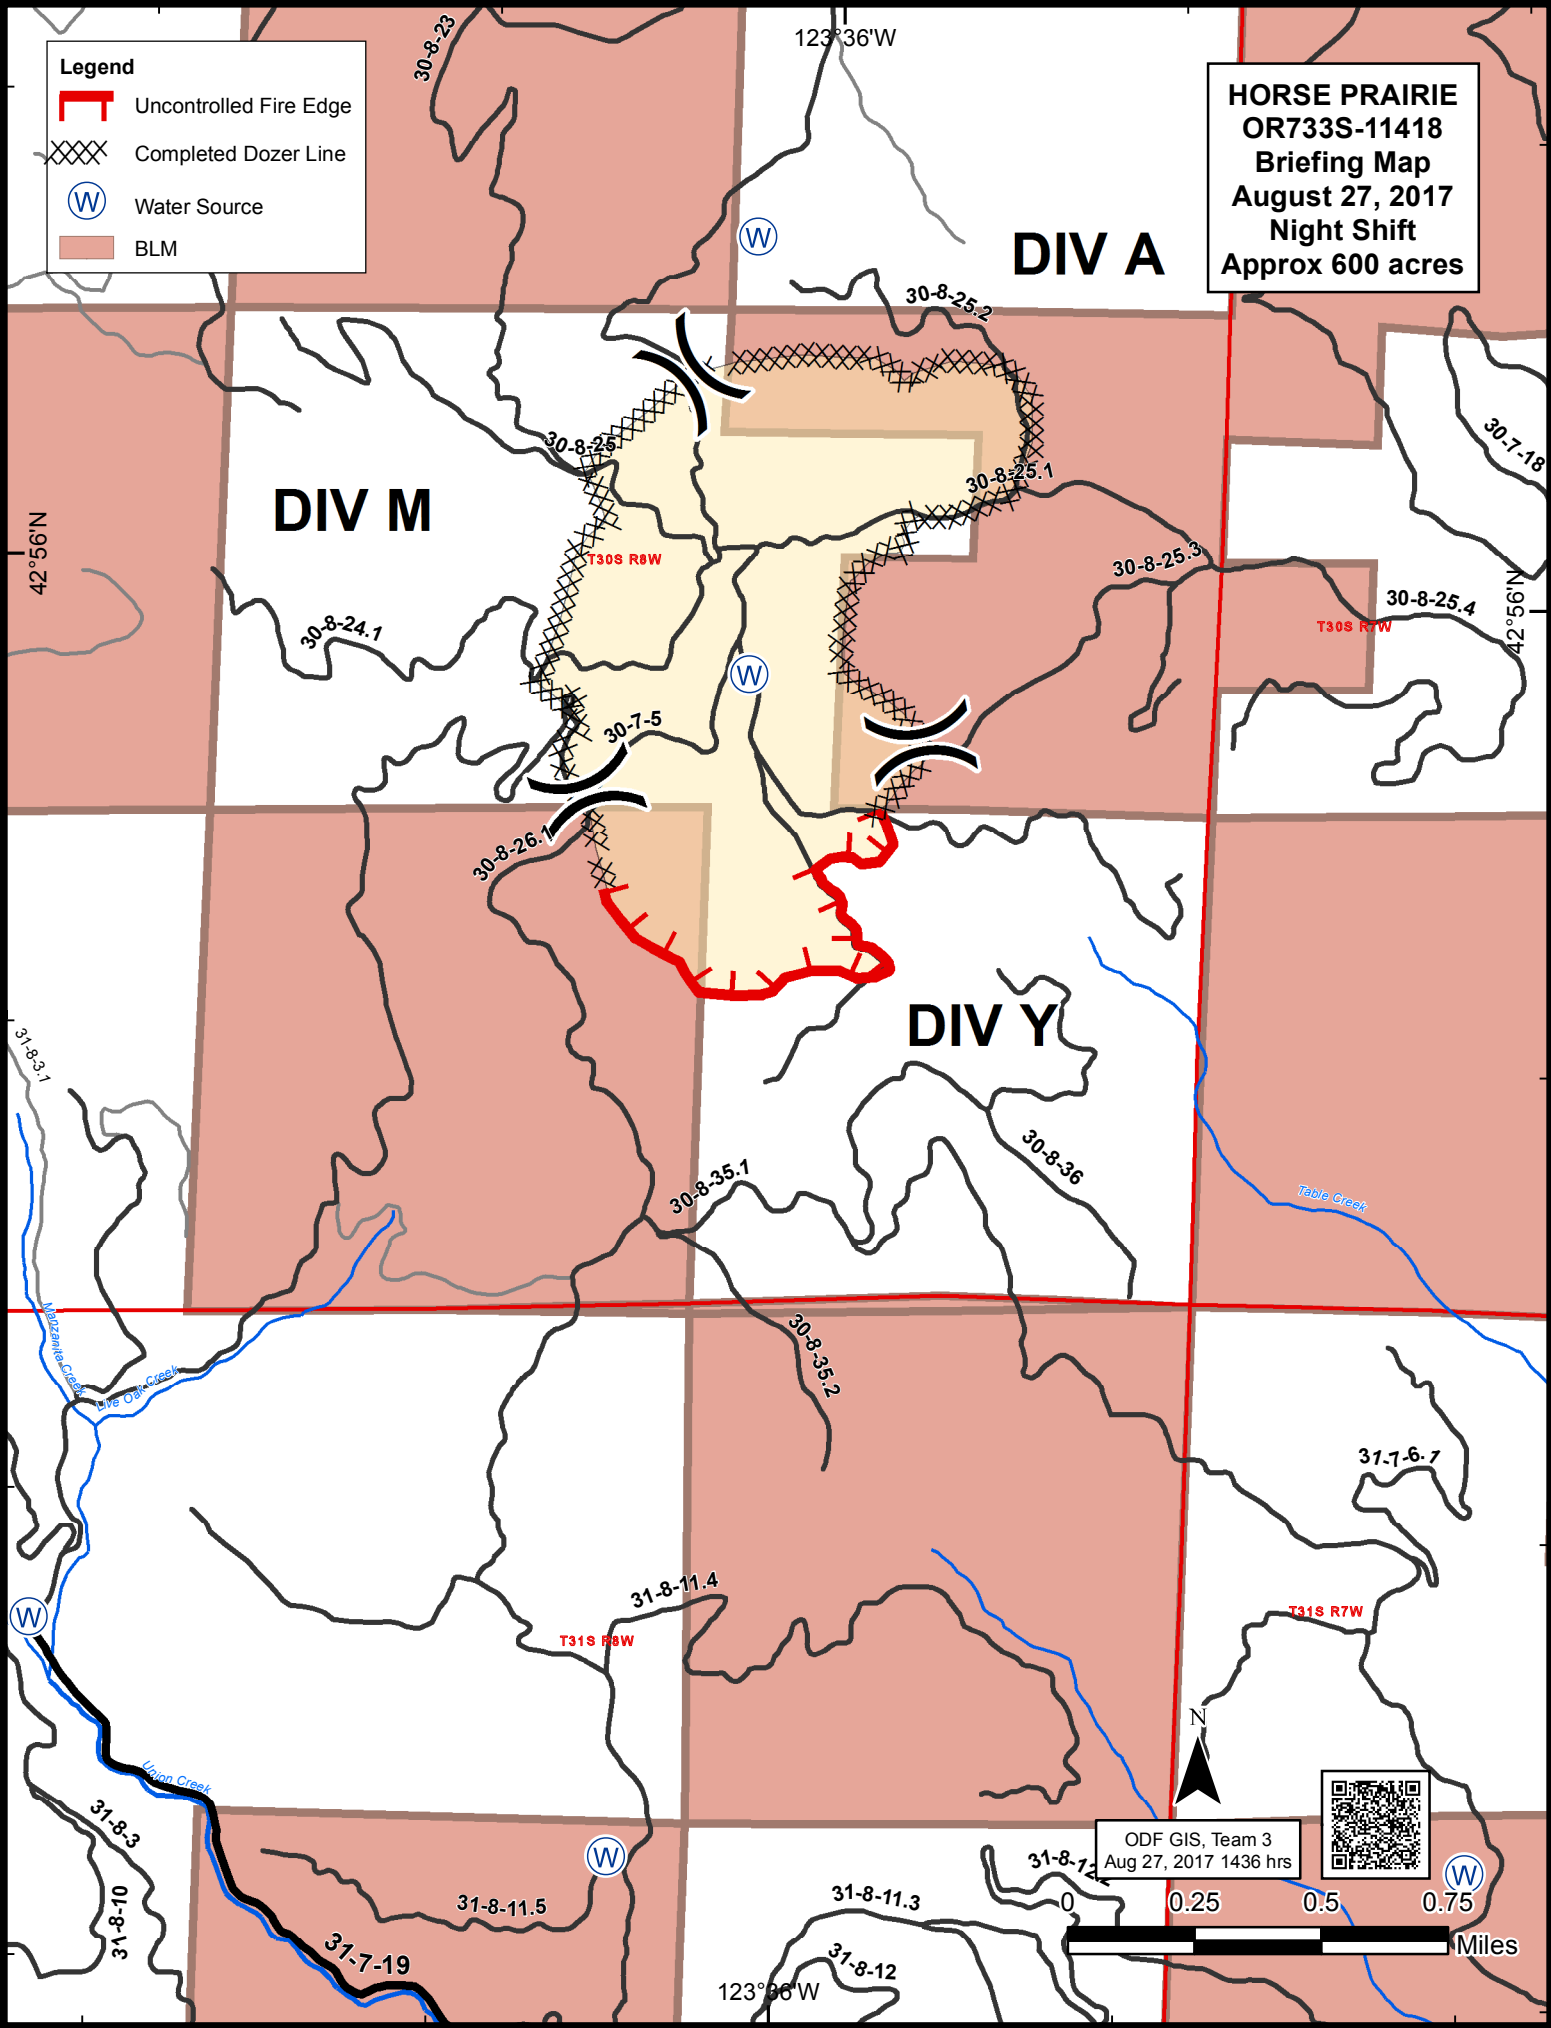 30-8-23
123°36'W
Legend
Uncontrolled Fire Edge
Completed Dozer Line
W Water Source
BLM
HORSE PRAIRIE
OR733S-11418
Briefing Map
August 27, 2017
Night Shift
Approx 600 acres
W
DIV A
30-8-25.2
30-8-25
30-7-18
30-8-25.1
DIV M
42°56'N
T30S R8W
30-8-25.3
42°56'N
30-8-25.4
T30S R7W
30-8-24.1
W
30-7-5
30-8-26.1
DIV Y
31-8-3.1
30-8-36
30-8-35.1
Table Creek
Manzanita Creek
Live Oak Creek
30-8-35.2
31-7-6.1
31-8-11.4
W
T31S R8W
T31S R7W
N
Union Creek
31-8-3
ODF GIS, Team 3
Aug 27, 2017 1436 hrs
W
31-8-12.2
W
31-8-10
31-8-11.5
31-8-11.3
0 0.25 0.5 0.75
Miles
31-7-19
31-8-12
123°36'W